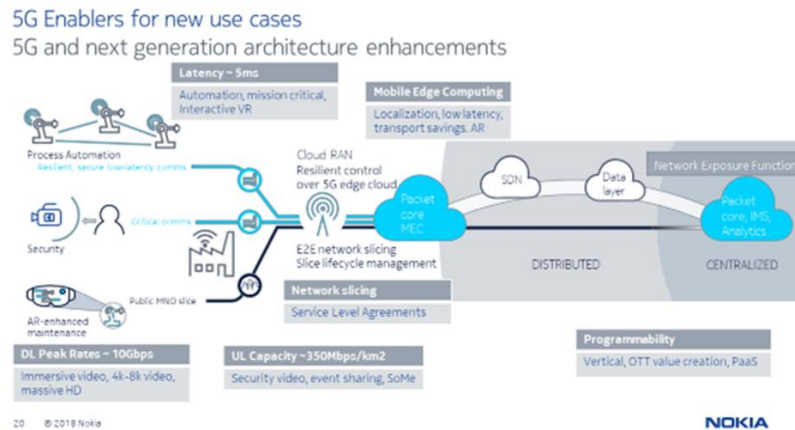 5G Enablers for new use cases
5G and next generation architecture enhancements
Latency ~ 5ms
Automation, mission critical,
Interactive VR
Mobile Edge Computing
Localization, low latency,
transport savings. AR
Process Automation
Resilient, secure low-latency comms
Cloud RAN
Resilient control
over 5G edge cloud
SDN
Data
layer
Network Exposure Function
Packet
core
MEC
Packet
core, IMS,
Analytics
Critical comms
Security
E2E network slicing
Slice lifecycle management
DISTRIBUTED
CENTRALIZED
Public MNO slice
AR-enhanced
maintenance
Network slicing
Service Level Agreements
DL Peak Rates ~ 10Gbps
Immersive video, 4k-8k video,
massive HD
UL Capacity ~350Mbps/km2
Security video, event sharing, SoMe
Programmability
Vertical, OTT value creation, PaaS
20 © 2018 Nokia
NOKIA